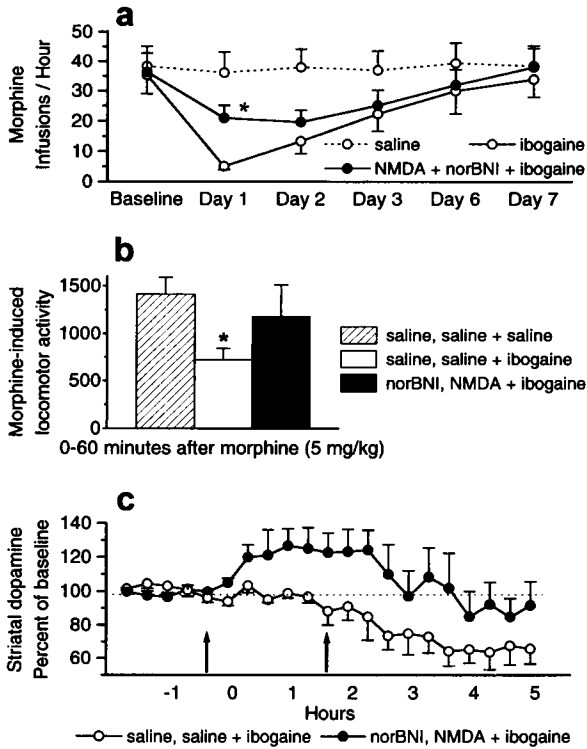 a
Morphine
Infusions / Hour
50
40
30
20
10
0
*
saline
ibogaine
NMDA + norBNI + ibogaine
Baseline Day 1 Day 2 Day 3 Day 6 Day 7
b
Morphine-induced
locomotor activity
1500
1000
500
0
*
saline, saline + saline
saline, saline + ibogaine
norBNI, NMDA + ibogaine
0-60 minutes after morphine (5 mg/kg)
c
Striatal dopamine
Percent of baseline
140
120
100
80
60
-1 0 1 2 3 4 5
Hours
saline, saline + ibogaine norBNI, NMDA + ibogaine